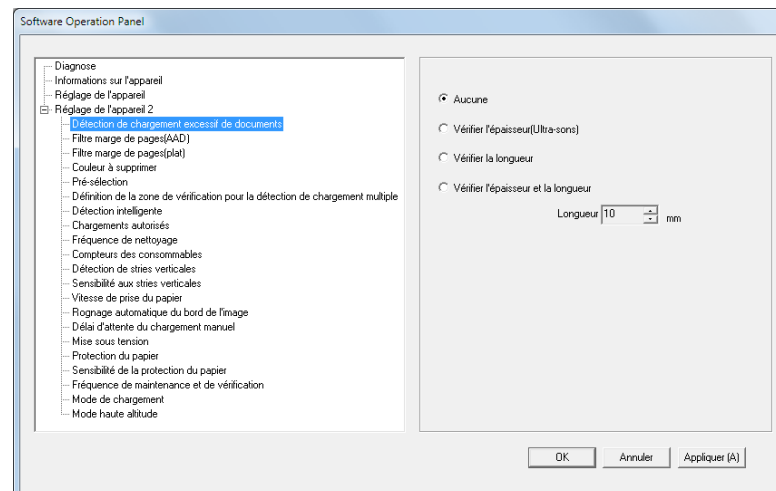 Software Operation Panel
Diagnose
Informations sur l'appareil
Réglage de l'appareil
Réglage de l'appareil 2
Détection de chargement excessif de documents
Filtre marge de pages(AAD)
Filtre marge de pages(plat)
Couleur à supprimer
Pré-sélection
Définition de la zone de vérification pour la détection de chargement multiple
Détection intelligente
Chargements autorisés
Fréquence de nettoyage
Compteurs des consommables
Détection de stries verticales
Sensibilité aux stries verticales
Vitesse de prise du papier
Rognage automatique du bord de l'image
Délai d'attente du chargement manuel
Mise sous tension
Protection du papier
Sensibilité de la protection du papier
Fréquence de maintenance et de vérification
Mode de chargement
Mode haute altitude
Aucune
Vérifier l'épaisseur(Ultra-sons)
Vérifier la longueur
Vérifier l'épaisseur et la longueur
Longueur 10 mm
OK Annuler Appliquer (A)